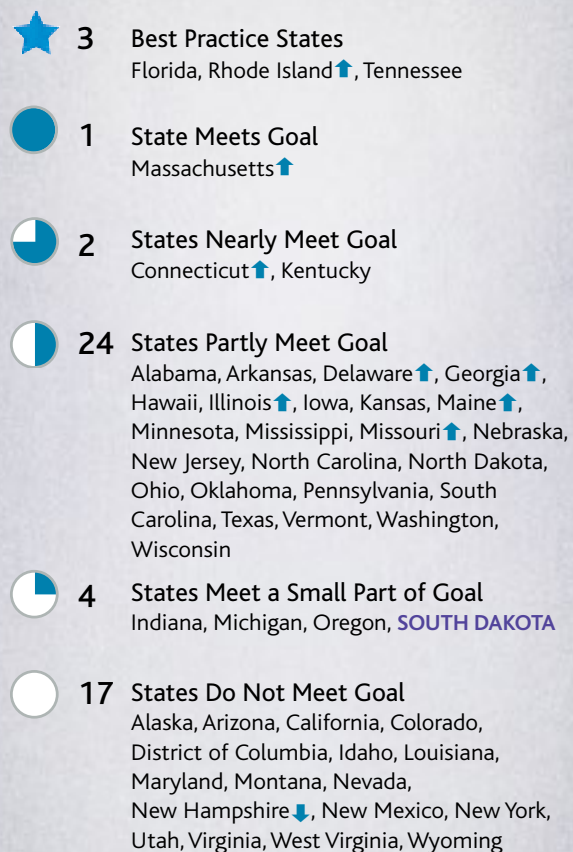 3 Best Practice States
Florida, Rhode Island⬆, Tennessee
1 State Meets Goal
Massachusetts⬆
2 States Nearly Meet Goal
Connecticut⬆, Kentucky
24 States Partly Meet Goal
Alabama, Arkansas, Delaware⬆, Georgia⬆,
Hawaii, Illinois⬆, Iowa, Kansas, Maine⬆,
Minnesota, Mississippi, Missouri⬆, Nebraska,
New Jersey, North Carolina, North Dakota,
Ohio, Oklahoma, Pennsylvania, South
Carolina, Texas, Vermont, Washington,
Wisconsin
4 States Meet a Small Part of Goal
Indiana, Michigan, Oregon, SOUTH DAKOTA
17 States Do Not Meet Goal
Alaska, Arizona, California, Colorado,
District of Columbia, Idaho, Louisiana,
Maryland, Montana, Nevada,
New Hampshire⬇, New Mexico, New York,
Utah, Virginia, West Virginia, Wyoming